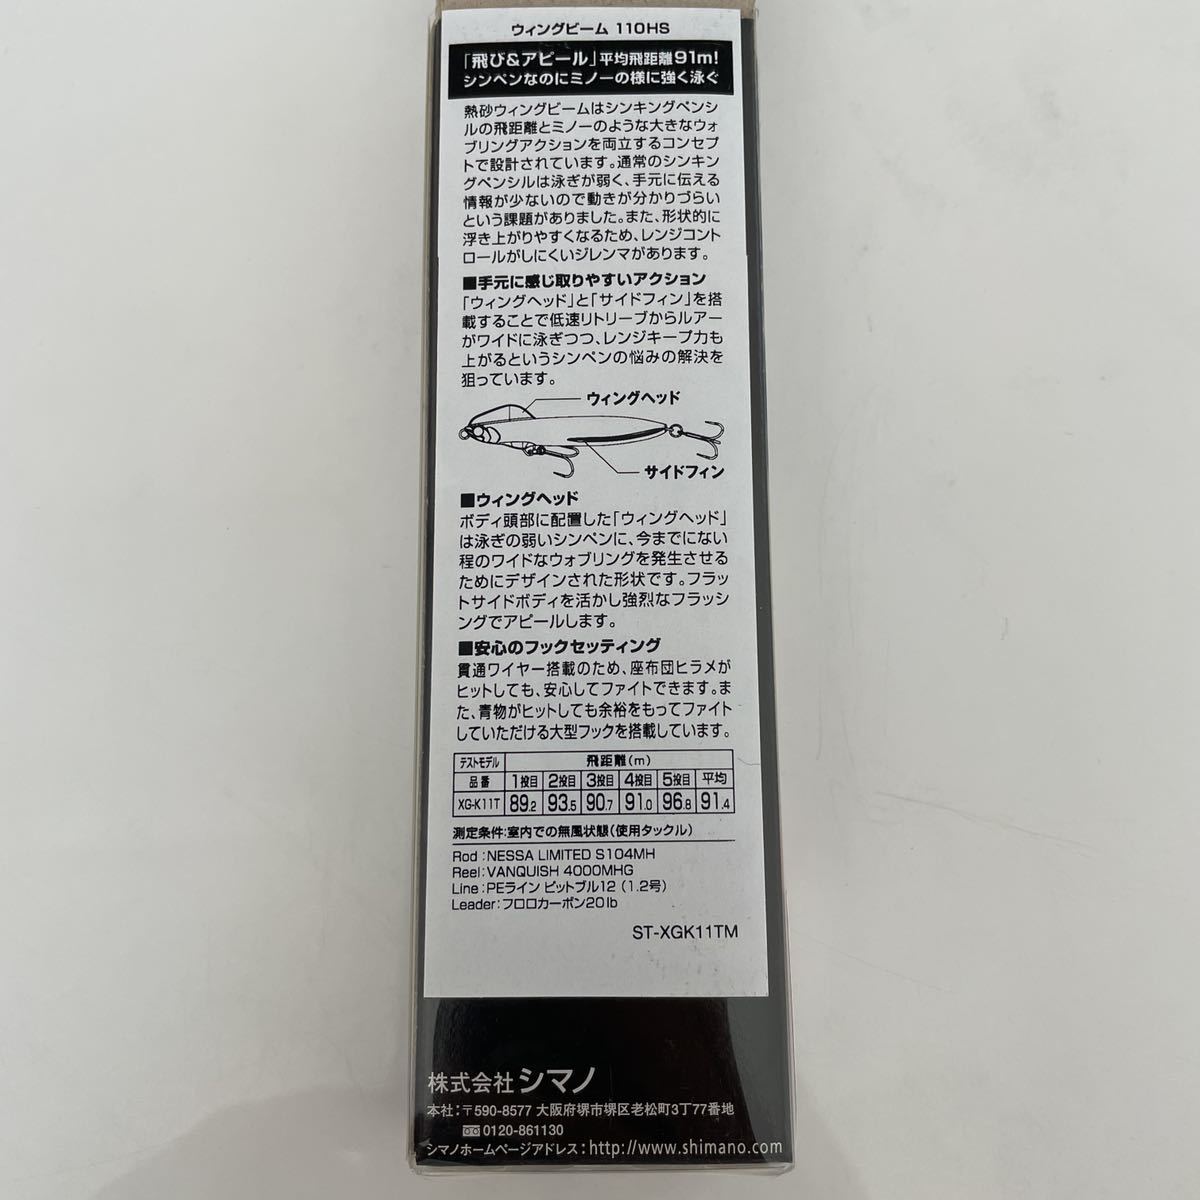 ウィングビーム 110HS
「飛び&アピール」平均飛距離91m!
シンペンなのにミノーの様に強く泳ぐ
熱砂ウィングビームはシンキングペンシ
ルの飛距離とミノーのような大きなウォ
ブリングアクションを両立するコンセプ
トで設計されています。通常のシンキン
グペンシルは泳ぎが弱く、手元に伝える
情報が少ないので動きが分かりづらい
という課題がありました。また、形状的に
浮き上がりやすくなるため、レンジコント
ロールがしにくいジレンマがあります。
■手元に感じ取りやすいアクション
「ウィングヘッド」と「サイドフィン」を搭
載することで低速リトリーブからルアー
がワイドに泳ぎつつ、レンジキープ力も
上がるというシンペンの悩みの解決を
狙っています。
ウィングヘッド
サイドフィン
■ウィングヘッド
ボディ頭部に配置した「ウィングヘッド」
は泳ぎの弱いシンペンに、今までにない
程のワイドなウォブリングを発生させる
ためにデザインされた形状です。フラッ
トサイドボディを活かし強烈なフラッシ
ングでアピールします。
■安心のフックセッティング
貫通ワイヤー搭載のため、座布団ヒラメが
ヒットしても、安心してファイトできます。ま
た、青物がヒットしても余裕をもってファイト
していただける大型フックを搭載しています。
テストモデル 飛距離(m)
品番 1投目 2投目 3投目 4投目 5投目 平均
XG-K11T 89.2 93.5 90.7 91.0 96.8 91.4
測定条件:室内での無風状態(使用タックル)
Rod:NESSA LIMITED S104MH
Reel:VANQUISH 4000MHG
Line:PEライン ピットブル12(1.2号)
Leader:フロロカーボン20lb
ST-XGK11TM
株式会社シマノ
本社:〒590-8577 大阪府堺市堺区老松町3丁77番地
0120-861130
シマノホームページアドレス:http://www.shimano.com